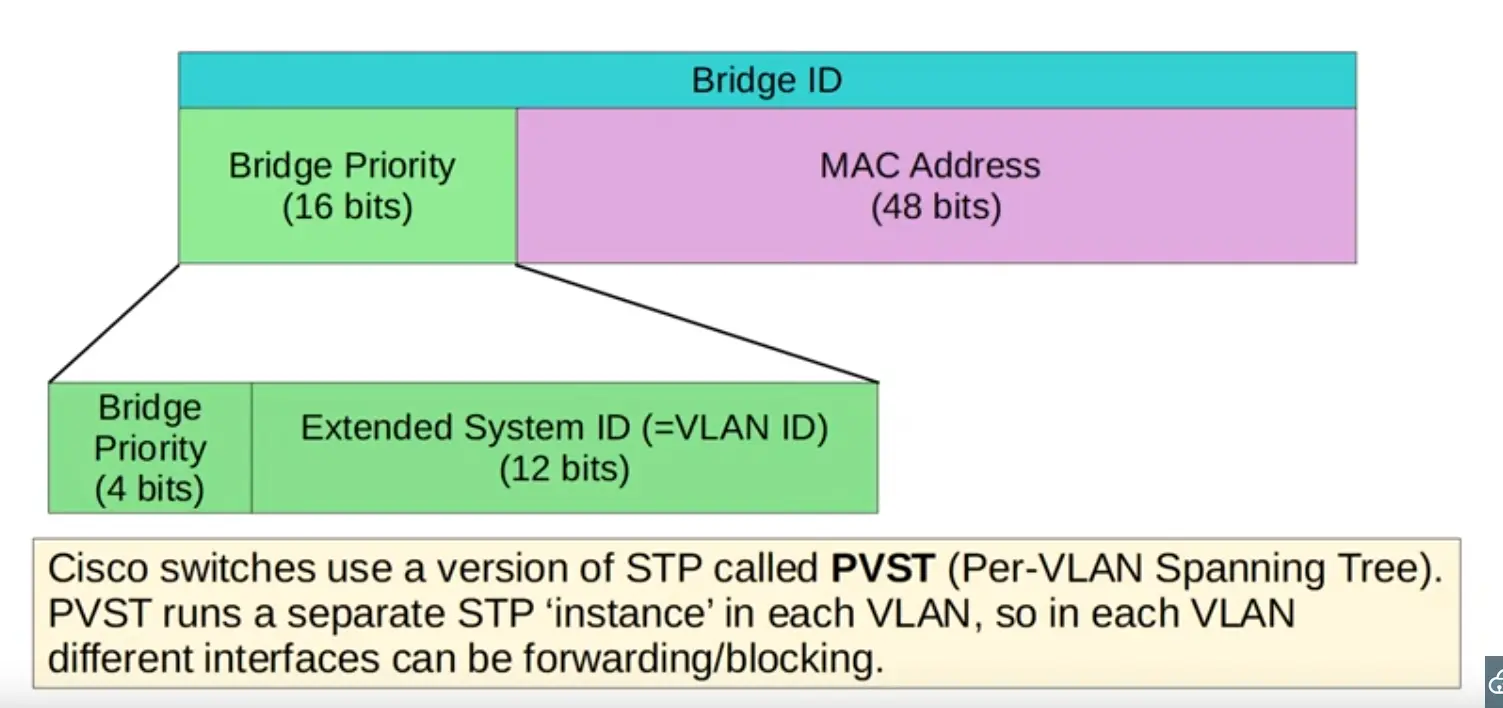 Bridge ID
Bridge Priority
(16 bits)
MAC Address
(48 bits)
Bridge
Priority
(4 bits)
Extended System ID (=VLAN ID)
(12 bits)
Cisco switches use a version of STP called PVST (Per-VLAN Spanning Tree).
PVST runs a separate STP ‘instance’ in each VLAN, so in each VLAN
different interfaces can be forwarding/blocking.